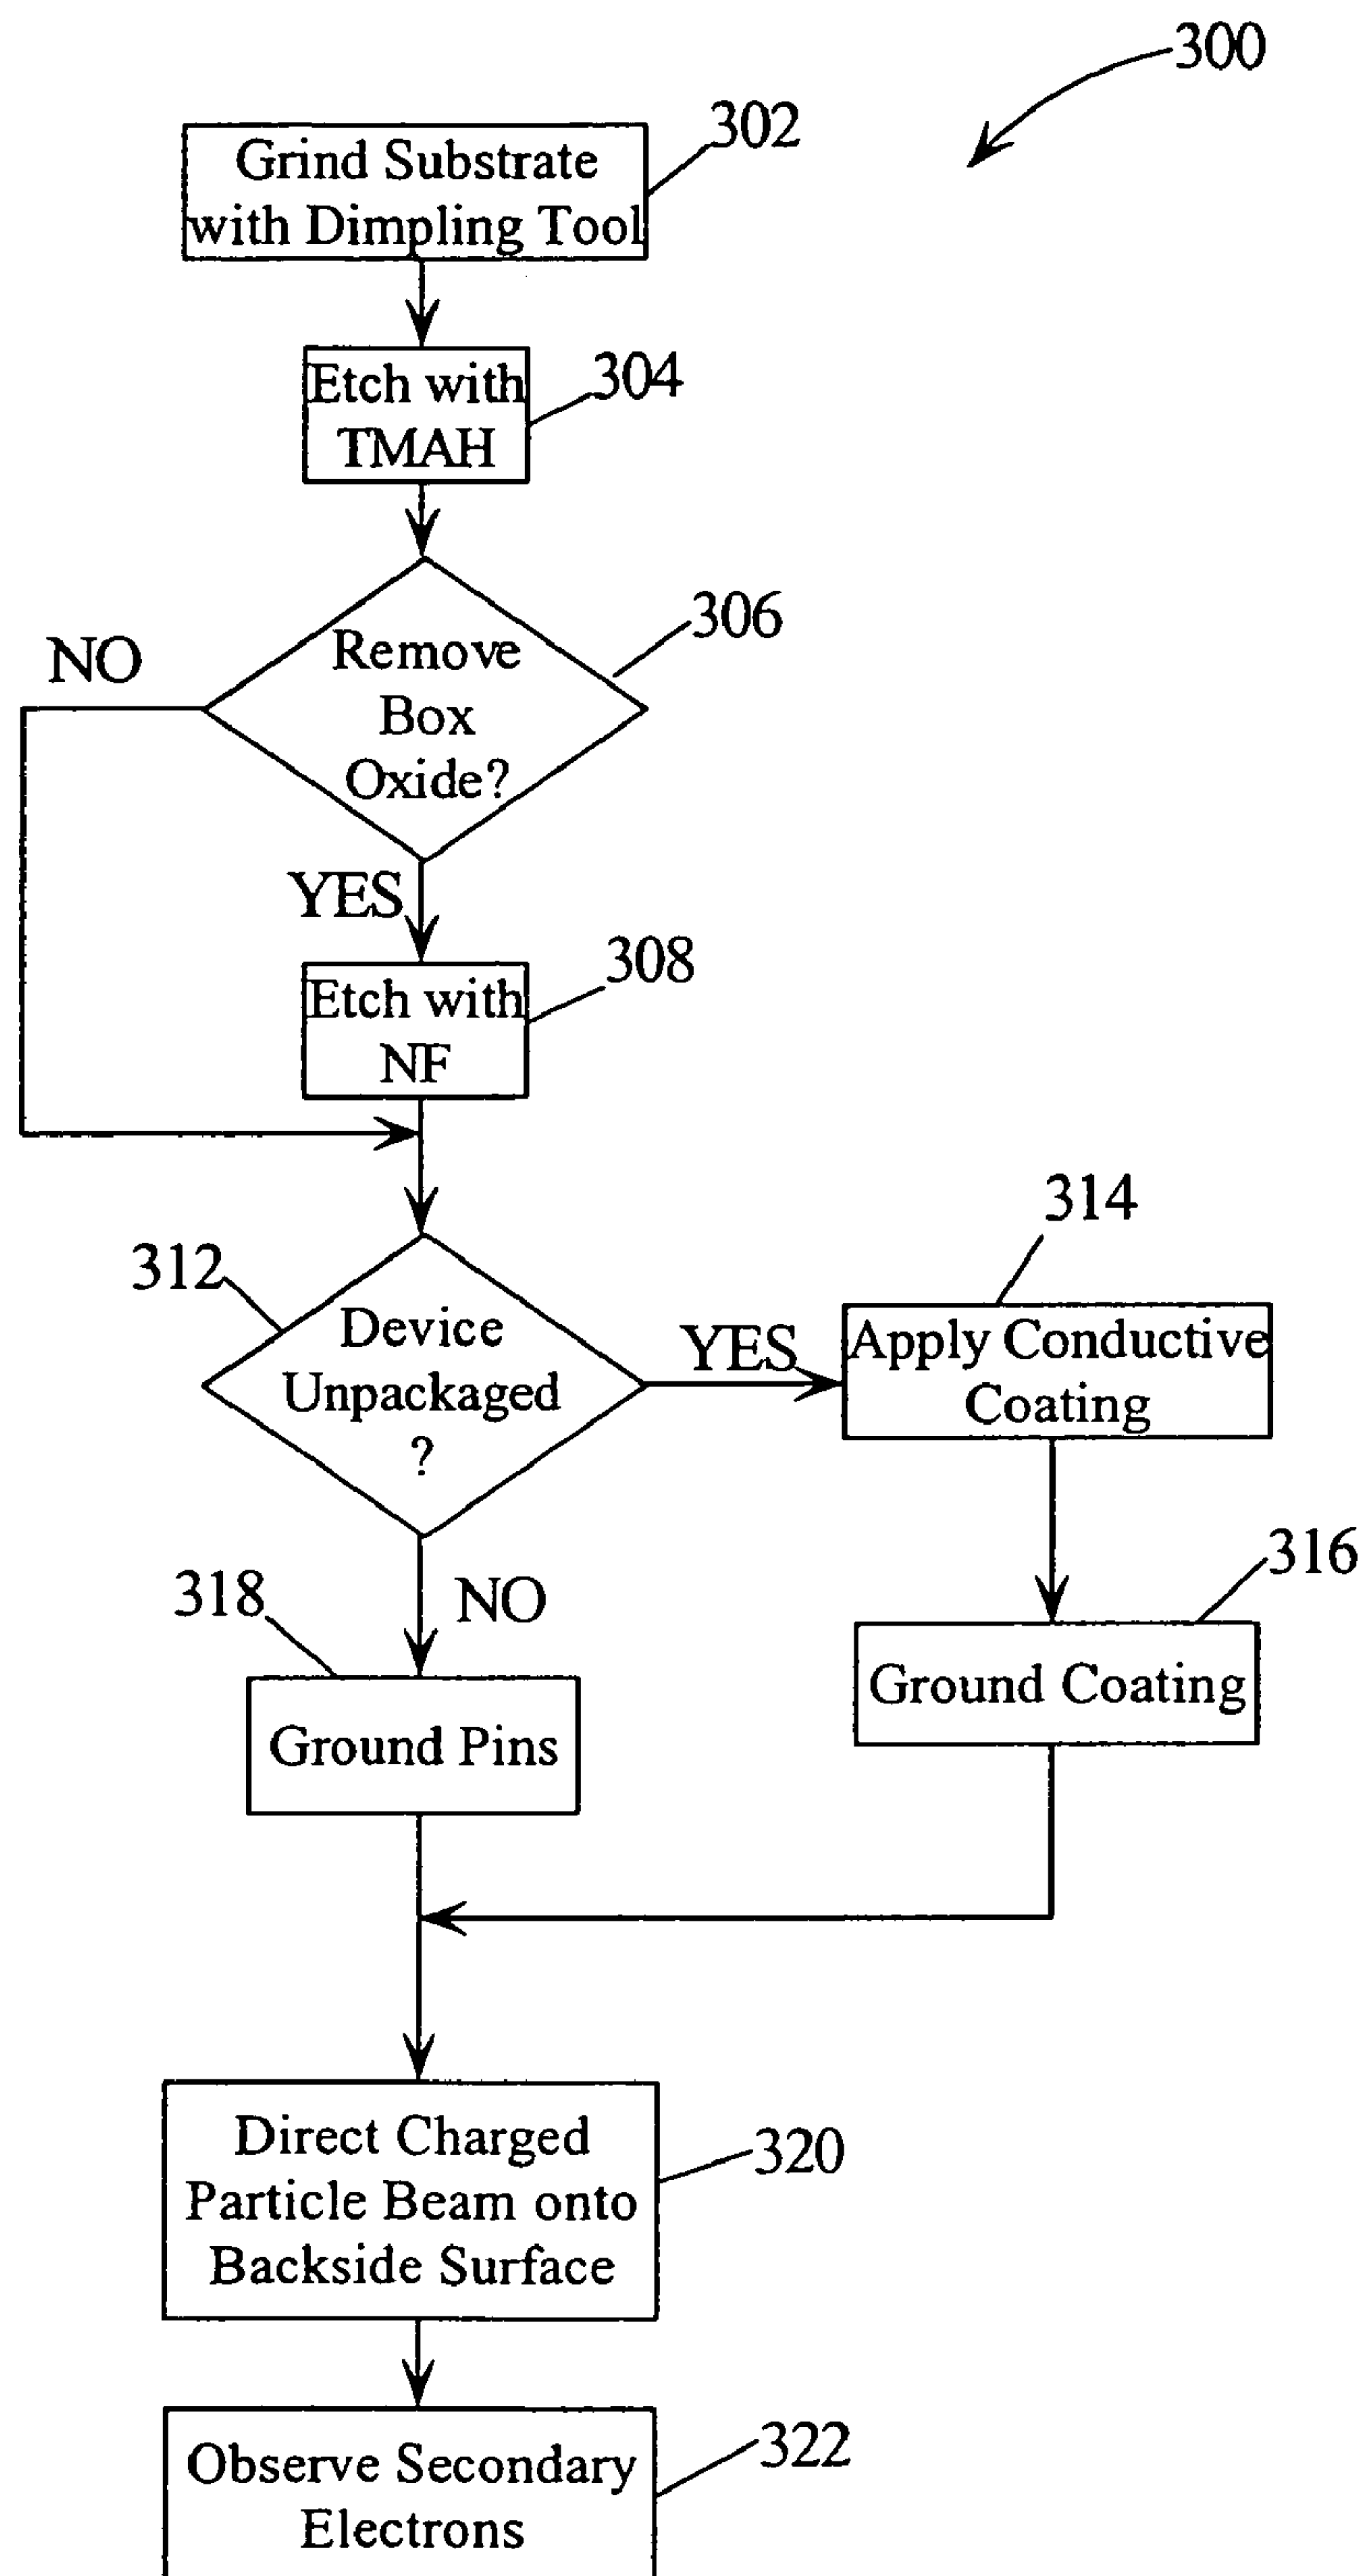 300
302
Grind Substrate
with Dimpling Tool
304
Etch with
TMAH
306
NO
Remove
Box
Oxide?
YES
308
Etch with
NF
312
Device
Unpackaged
?
YES
314
Apply Conductive
Coating
316
Ground Coating
318
NO
Ground Pins
320
Direct Charged
Particle Beam onto
Backside Surface
322
Observe Secondary
Electrons